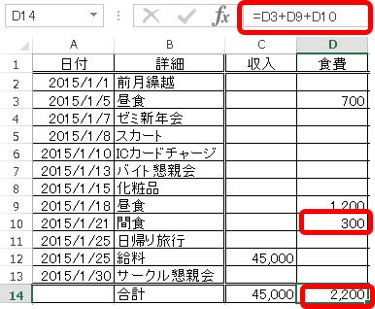 D14 fx =D3+D9+D10
A B C D
1 日付 詳細 収入 食費
2 2015/1/1 前月繰越
3 2015/1/5 昼食 700
4 2015/1/7 ゼミ新年会
5 2015/1/8 スカート
6 2015/1/10 ICカードチャージ
7 2015/1/13 バイト懇親会
8 2015/1/15 化粧品
9 2015/1/18 昼食 1,200
10 2015/1/21 間食 300
11 2015/1/25 日帰り旅行
12 2015/1/25 給料 45,000
13 2015/1/30 サークル懇親会
14 合計 45,000 2,200